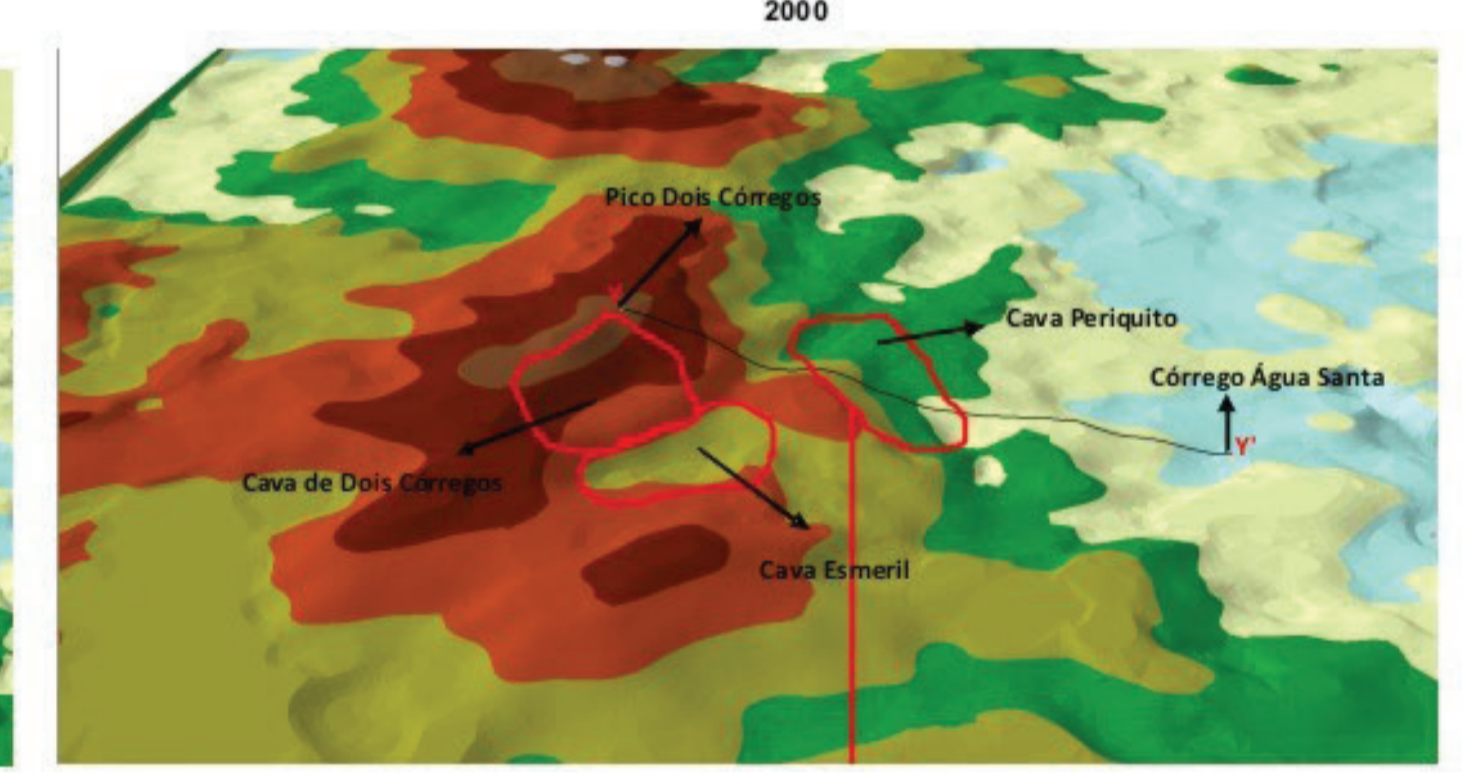 2000
Pico Dois Córregos
Y
Cava Periquito
Córrego Água Santa
Y'
Cava de Dois Córregos
Cava Esmeril